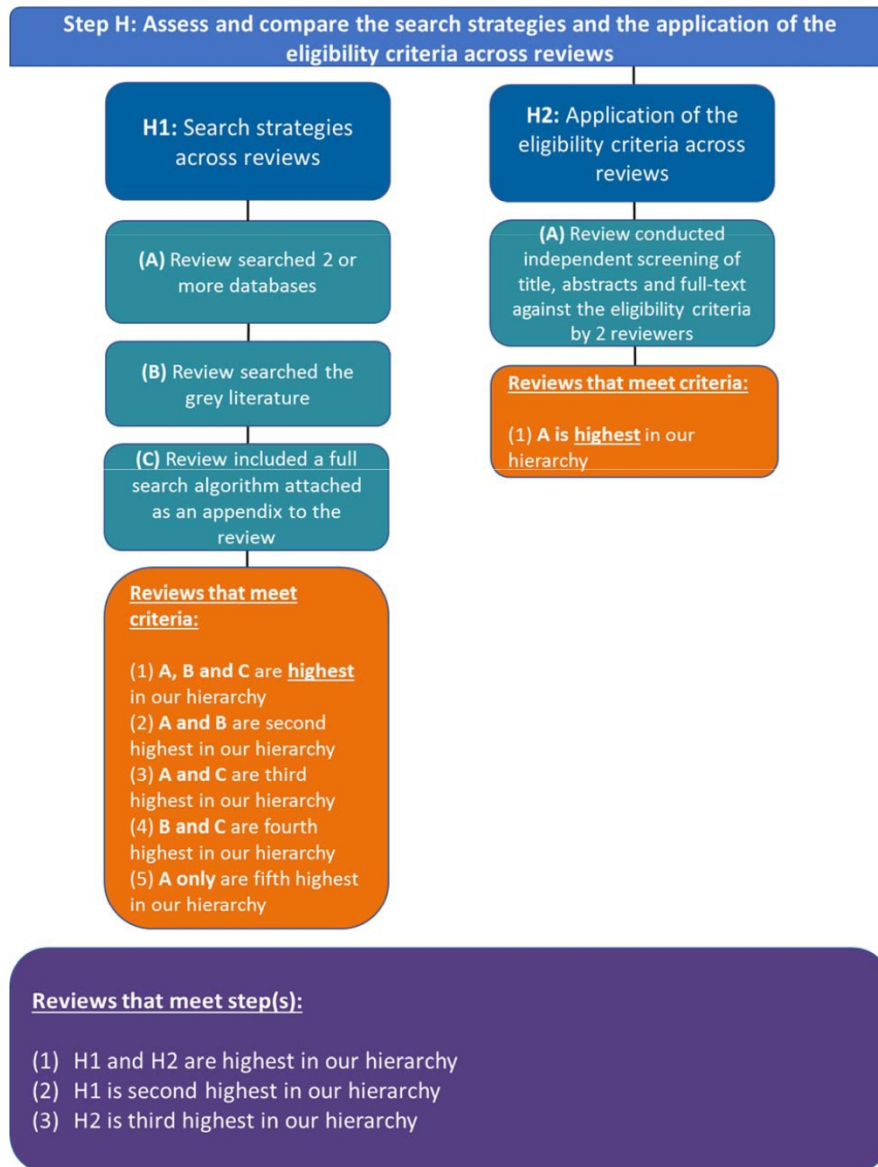 Step H: Assess and compare the search strategies and the application of the
eligibility criteria across reviews
H1: Search strategies
across reviews
(A) Review searched 2 or
more databases
(B) Review searched the
grey literature
(C) Review included a full
search algorithm attached
as an appendix to the
review
Reviews that meet
criteria:
(1) A, B and C are highest
in our hierarchy
(2) A and B are second
highest in our hierarchy
(3) A and C are third
highest in our hierarchy
(4) B and C are fourth
highest in our hierarchy
(5) A only are fifth highest
in our hierarchy
H2: Application of the
eligibility criteria across
reviews
(A) Review conducted
independent screening of
title, abstracts and full-text
against the eligibility criteria
by 2 reviewers
Reviews that meet criteria:
(1) A is highest in our
hierarchy
Reviews that meet step(s):
(1) H1 and H2 are highest in our hierarchy
(2) H1 is second highest in our hierarchy
(3) H2 is third highest in our hierarchy